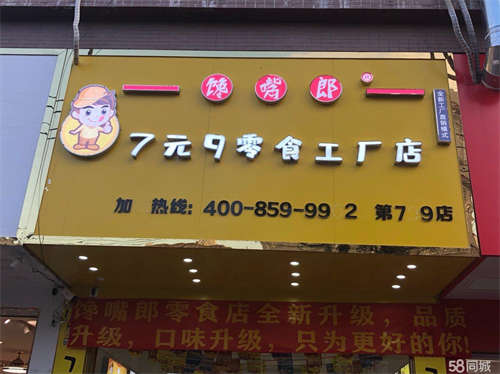 馋嘴郎
全新工厂直销模式
7元9零食工厂店
加 热线: 400-859-99 2 第7 9店
馋嘴郎零食店全新升级,品质
升级,口味升级,只为更好的你!
7
58同城